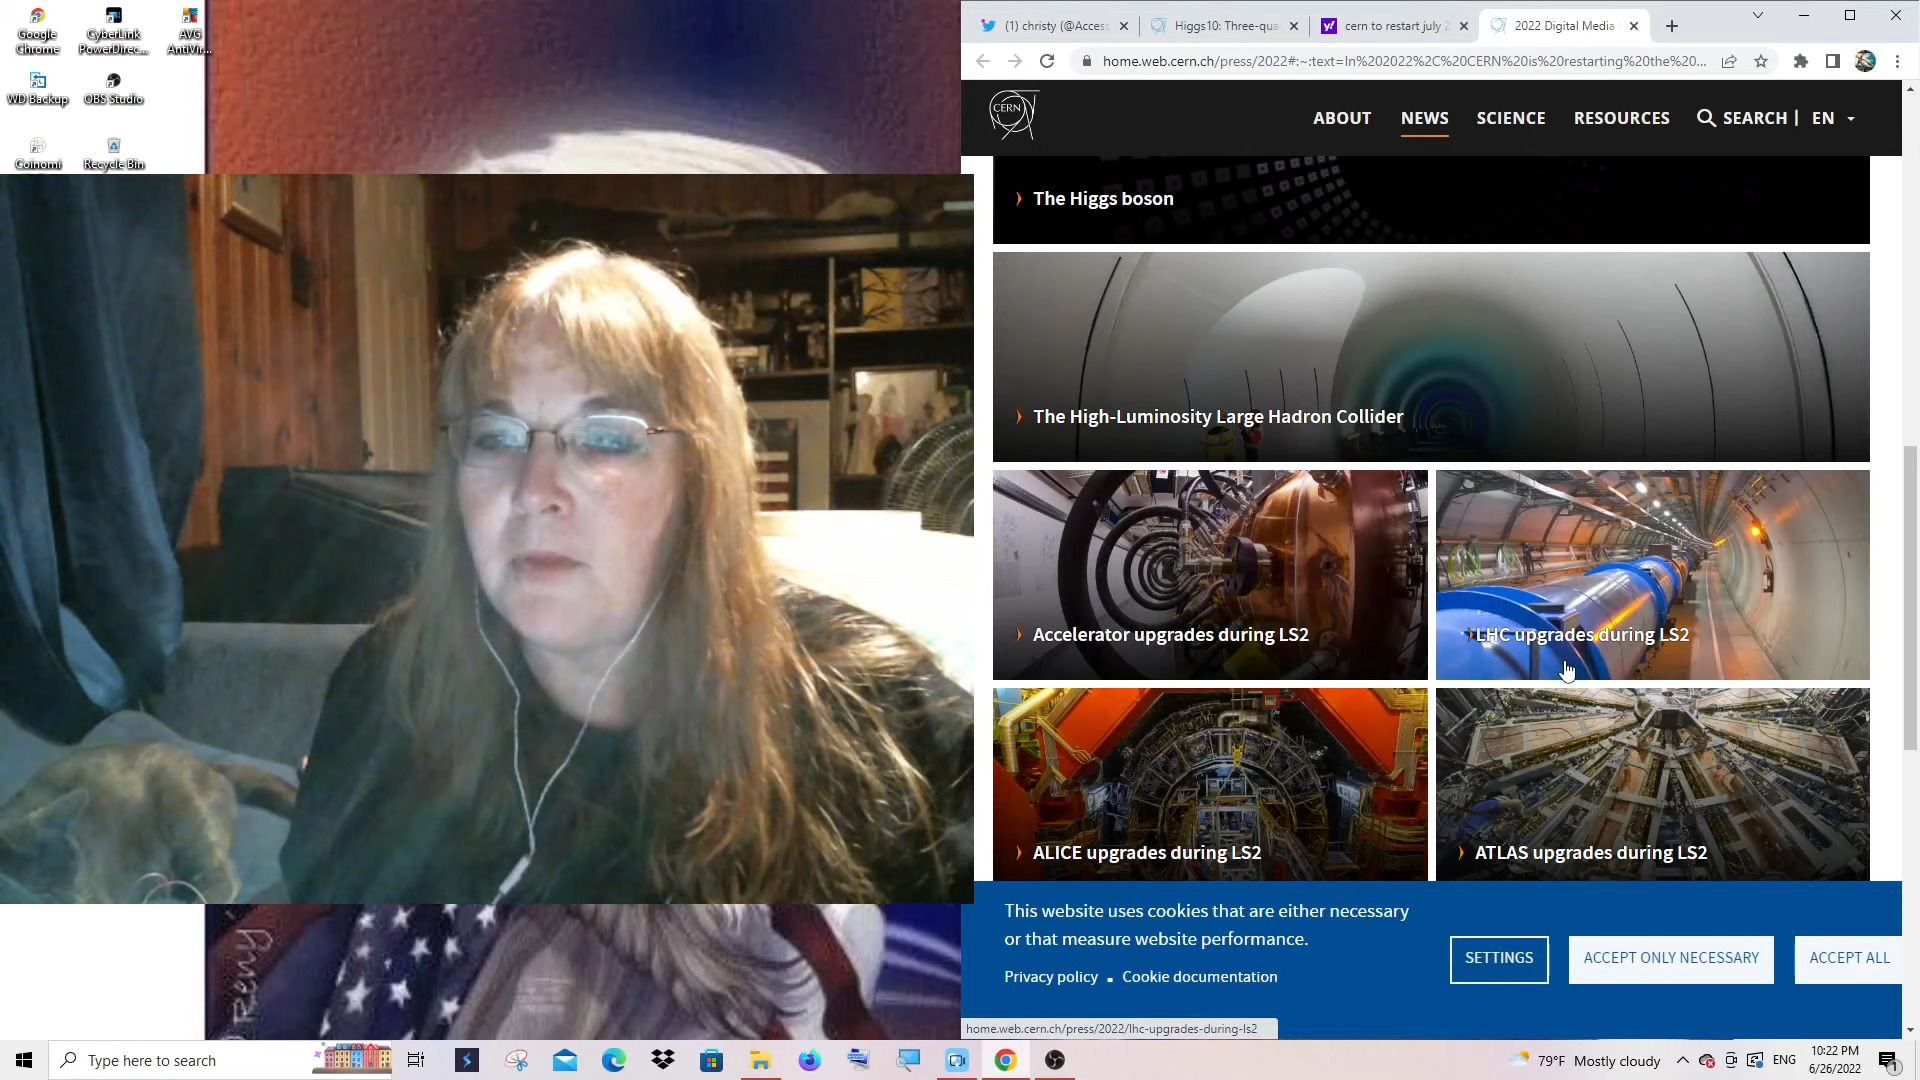 Google Chrome
CyberLink PowerDirec...
AVG AntiVir...
WD Backup
OBS Studio
Coinomi
Recycle Bin
(1) christy (@Access
Higgs10: Three-qua
cern to restart july 2
2022 Digital Media
home.web.cern.ch/press/2022#:~:text=In%202022%2C%20CERN%20is%20restarting%20the%20...
CERN
ABOUT
NEWS
SCIENCE
RESOURCES
SEARCH |
EN
The Higgs boson
The High-Luminosity Large Hadron Collider
Accelerator upgrades during LS2
LHC upgrades during LS2
ALICE upgrades during LS2
ATLAS upgrades during LS2
This website uses cookies that are either necessary
or that measure website performance.
Privacy policy
Cookie documentation
SETTINGS
ACCEPT ONLY NECESSARY
ACCEPT ALL
home.web.cern.ch/press/2022/lhc-upgrades-during-ls2
Type here to search
79°F Mostly cloudy
ENG
10:22 PM
6/26/2022
1